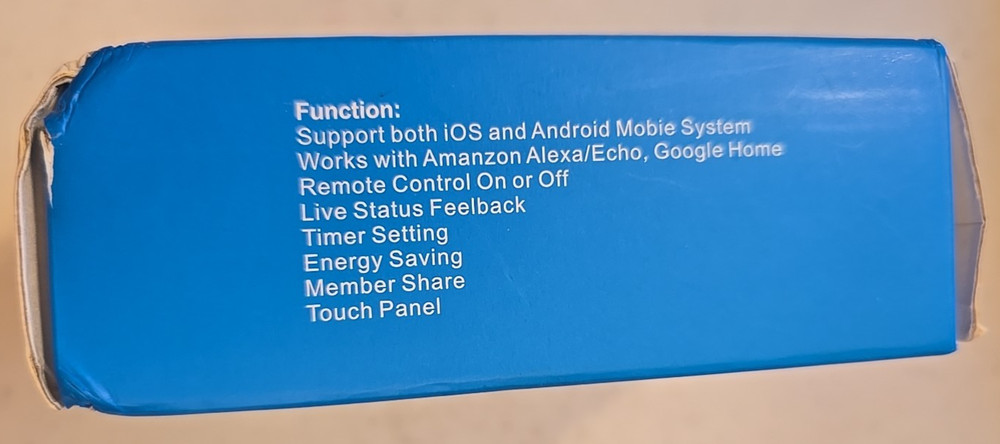 Function:
Support both iOS and Android Mobie System
Works with Amanzon Alexa/Echo, Google Home
Remote Control On or Off
Live Status Feelback
Timer Setting
Energy Saving
Member Share
Touch Panel